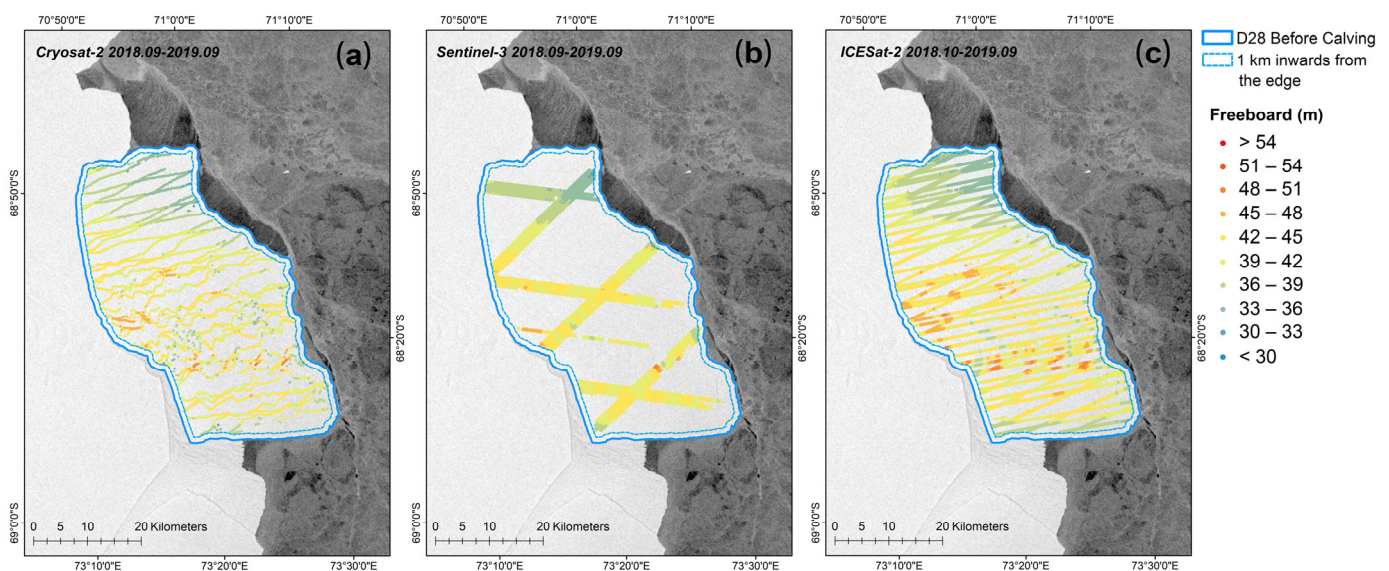 70°50'0"E 71°0'0"E 71°10'0"E
70°50'0"E 71°0'0"E 71°10'0"E
70°50'0"E 71°0'0"E 71°10'0"E
Cryosat-2 2018.09-2019.09 (a)
Sentinel-3 2018.09-2019.09 (b)
ICESat-2 2018.10-2019.09 (c)
D28 Before Calving
1 km inwards from
the edge
Freeboard (m)
> 54
51 – 54
48 – 51
45 – 48
42 – 45
39 – 42
36 – 39
33 – 36
30 – 33
< 30
68°50'0"S
68°50'0"S
68°50'0"S
68°20'0"S
68°20'0"S
68°20'0"S
69°0'0"S
69°0'0"S
69°0'0"S
0 5 10 20 Kilometers
0 5 10 20 Kilometers
0 5 10 20 Kilometers
73°10'0"E 73°20'0"E 73°30'0"E
73°10'0"E 73°20'0"E 73°30'0"E
73°10'0"E 73°20'0"E 73°30'0"E